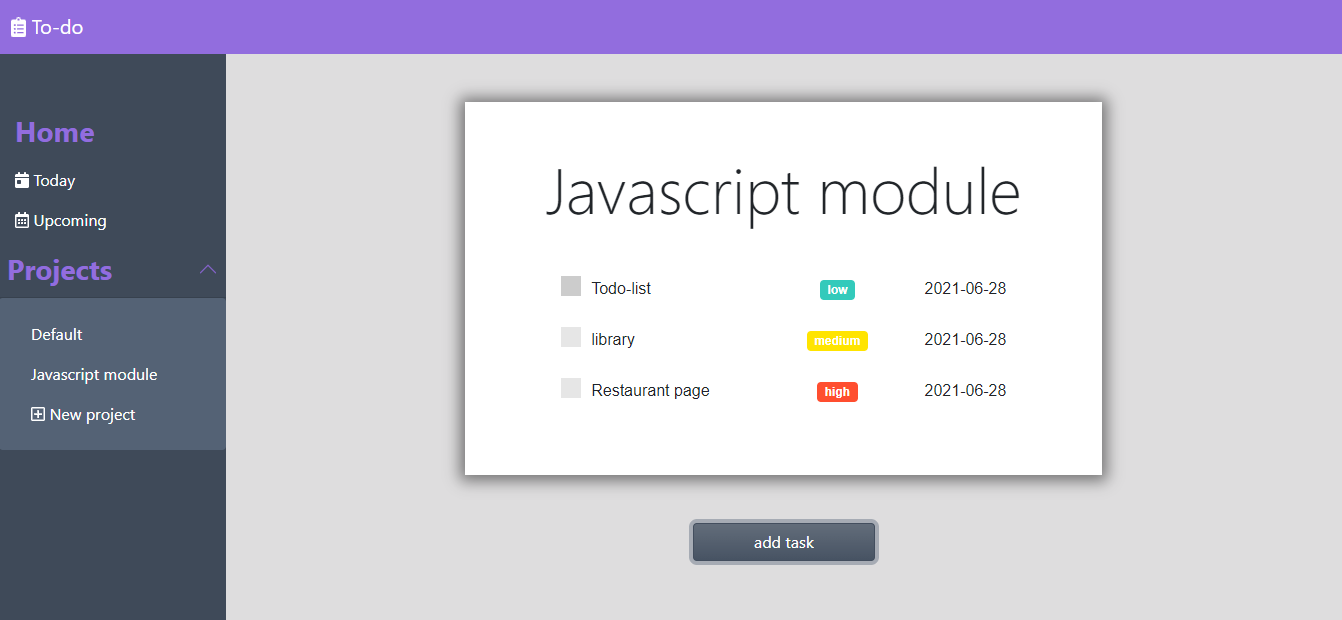 To-do
Home
Today
Upcoming
Projects
Default
Javascript module
New project
Javascript module
Todo-list low 2021-06-28
library medium 2021-06-28
Restaurant page high 2021-06-28
add task